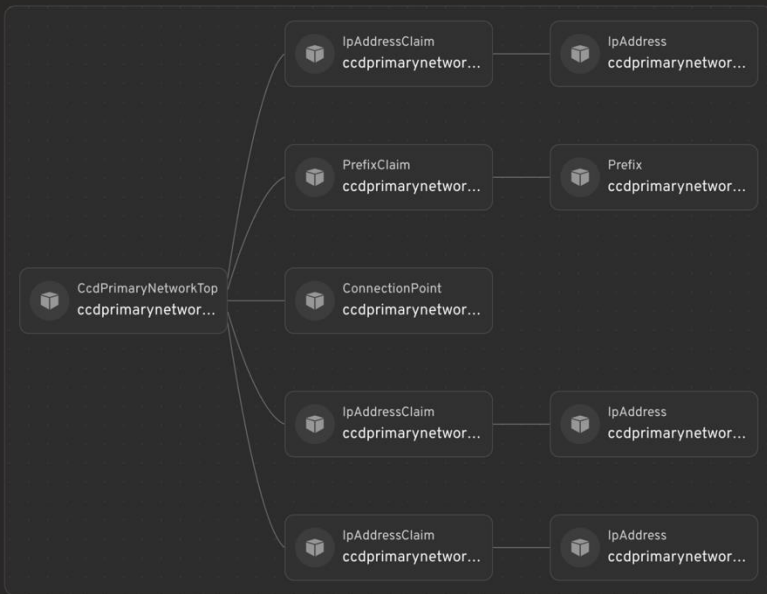 IpAddressClaim
ccdprimarynetwor...
IpAddress
ccdprimarynetwor...
PrefixClaim
ccdprimarynetwor...
Prefix
ccdprimarynetwor...
CcdPrimaryNetworkTop
ccdprimarynetwor...
ConnectionPoint
ccdprimarynetwor...
IpAddressClaim
ccdprimarynetwor...
IpAddress
ccdprimarynetwor...
IpAddressClaim
ccdprimarynetwor...
IpAddress
ccdprimarynetwor...